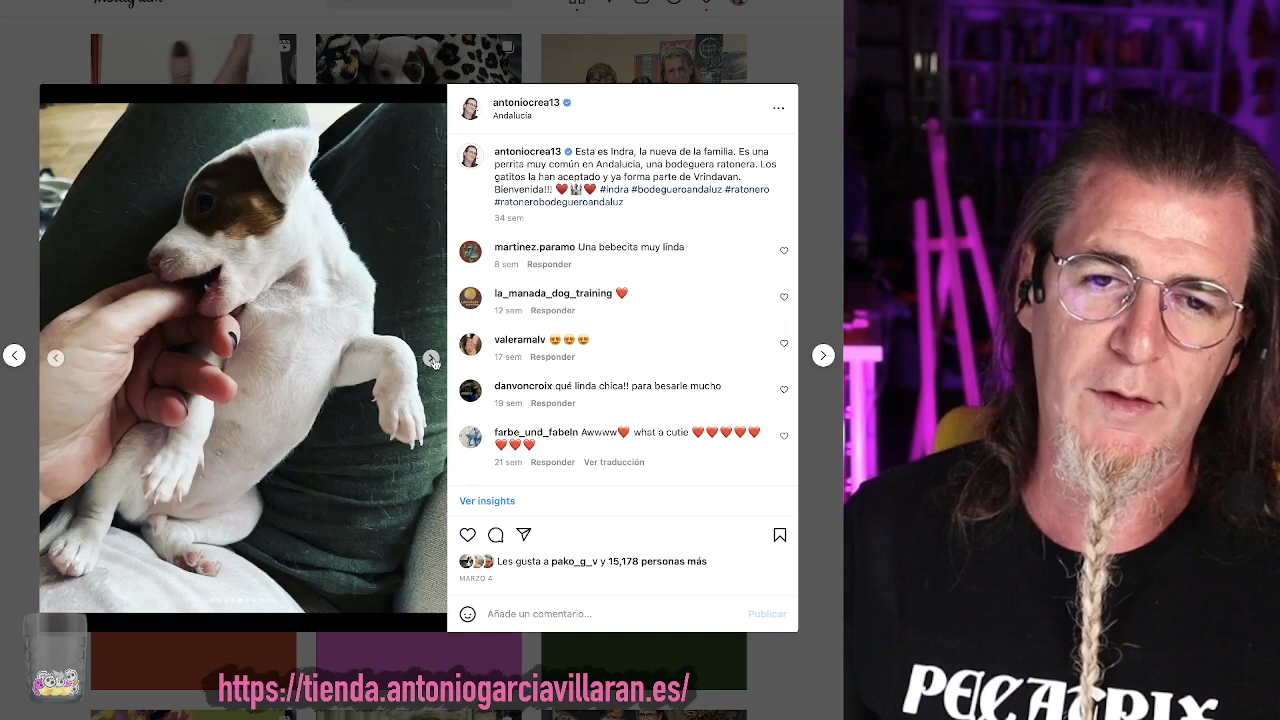 antoniocrea13
Andalucía
antoniocrea13 Esta es Indra, la nueva de la familia. Es una
perrita muy común en Andalucia, una bodeguera ratonera. Los
gatitos la han aceptado y ya forma parte de Vrindavan.
Bienvenida!!! ❤️🕍❤️ #indra #bodegueroandaluz #ratonero
#ratonerobodegueroandaluz
34 sem
martinez.paramo Una bebecita muy linda
8 sem Responder
la_manada_dog_training ❤️
12 sem Responder
valeramalv 😍😍😍
17 sem Responder
danvoncroix qué linda chica!! para besarle mucho
19 sem Responder
farbe_und_fabeln Awwww❤️ what a cutie ❤️❤️❤️❤️❤️
❤️❤️❤️
21 sem Responder Ver traducción
Ver insights
Les gusta a pako_g_v y 15,178 personas más
MARZO 4
Añade un comentario... Publicar
https://tienda.antoniogarciavillaran.es/
PECATRIX